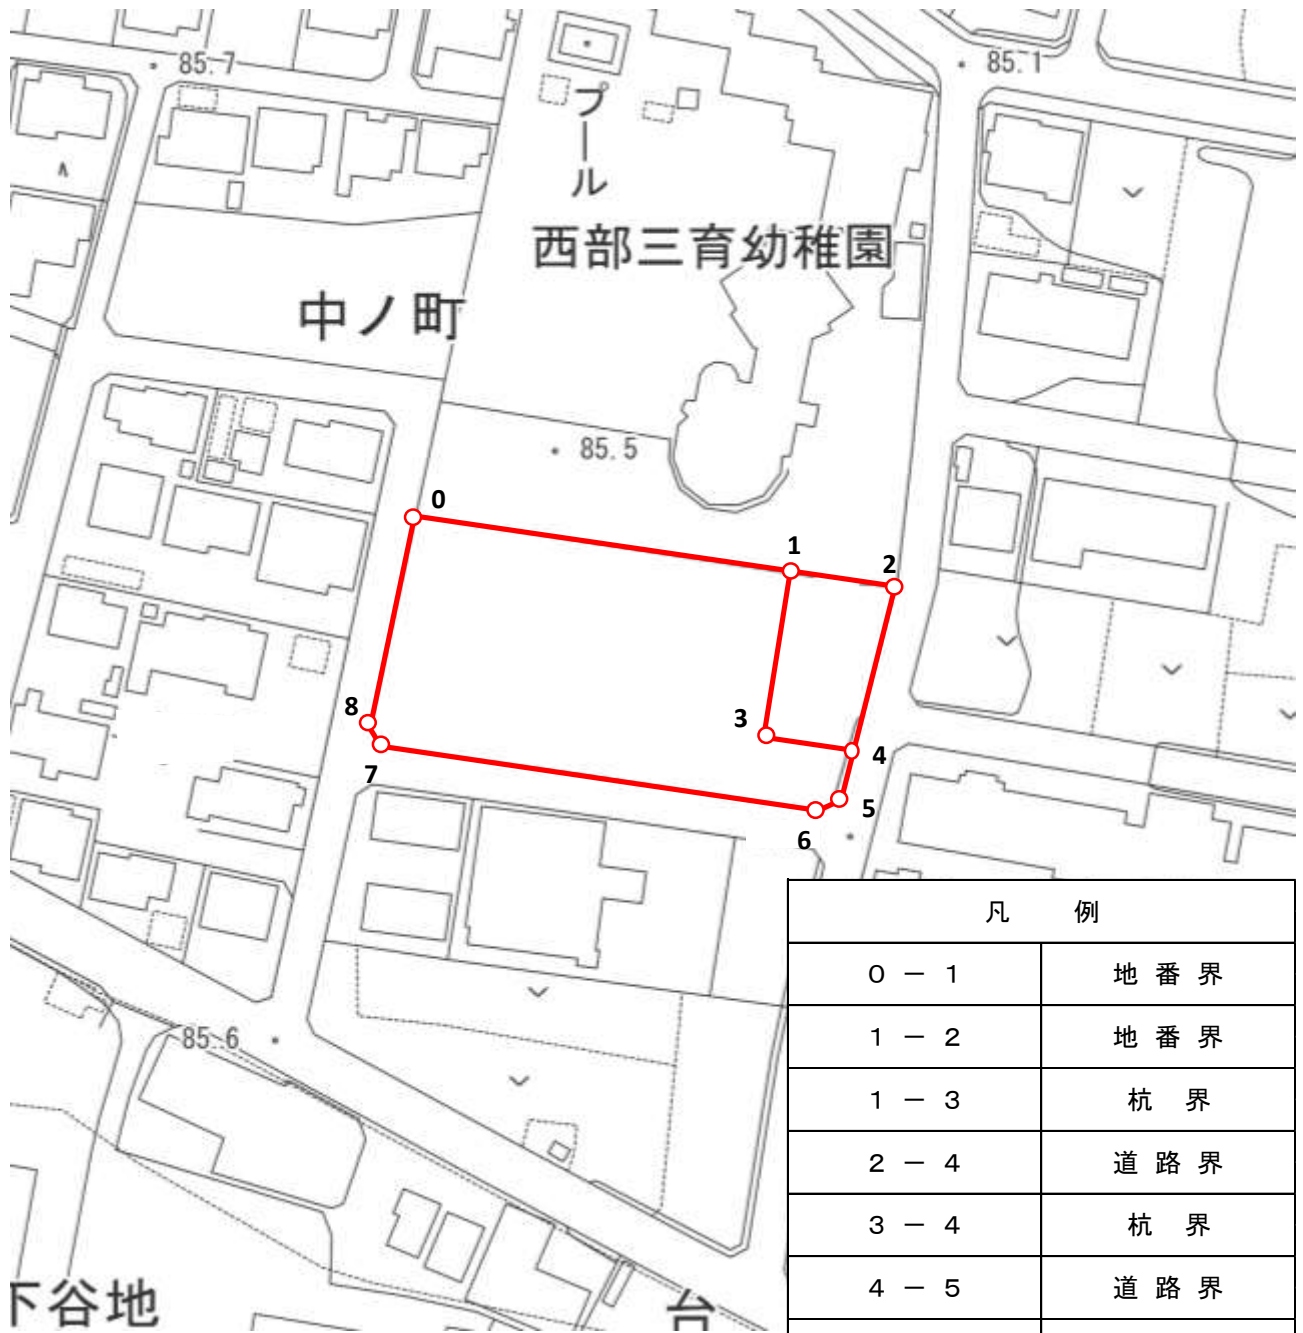 85.7
85.1
プール
西部三育幼稚園
中ノ町
85.5
0
1
2
3
4
5
6
7
8
85.6
下谷地
台
凡 例
0 － 1 地 番 界
1 － 2 地 番 界
1 － 3 杭 界
2 － 4 道 路 界
3 － 4 杭 界
4 － 5 道 路 界